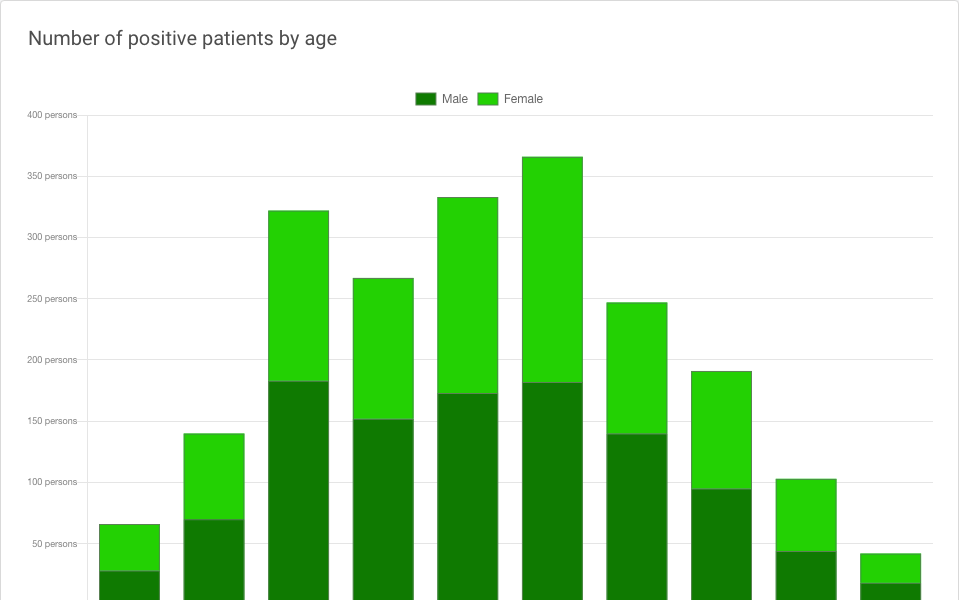 Number of positive patients by age
Male Female
400 persons
350 persons
300 persons
250 persons
200 persons
150 persons
100 persons
50 persons